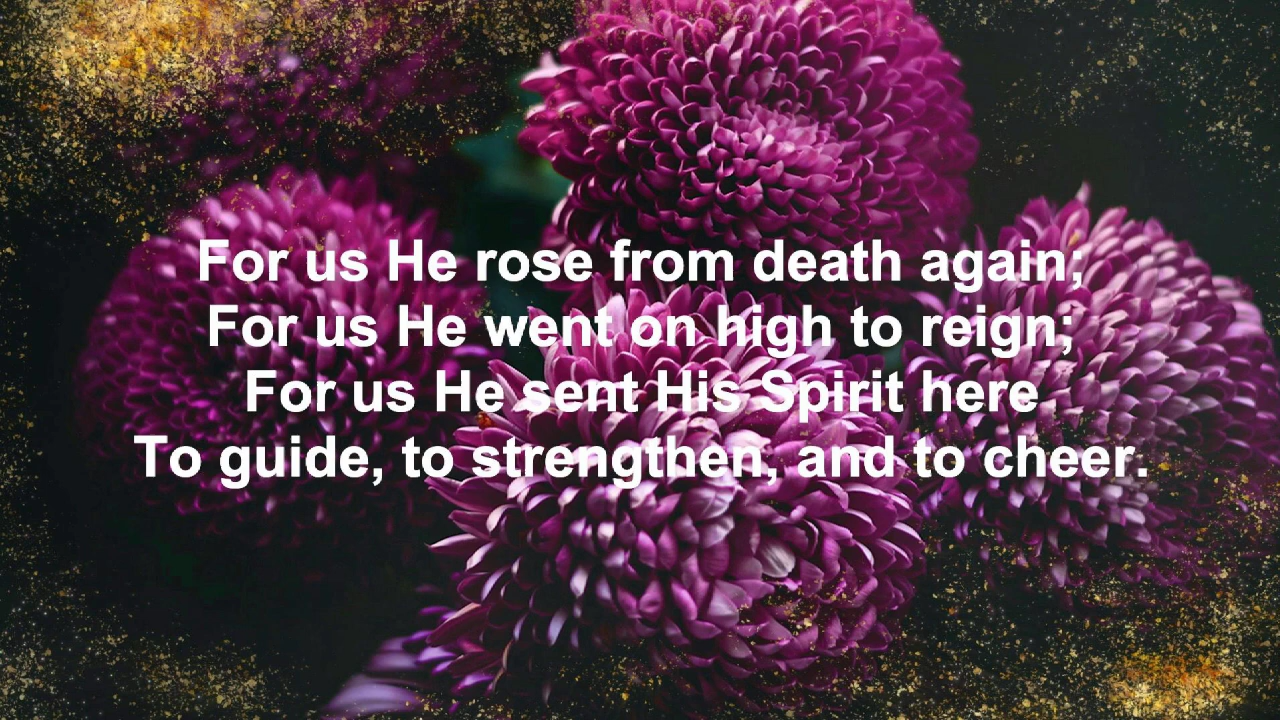 For us He rose from death again;
For us He went on high to reign;
For us He sent His Spirit here
To guide, to strengthen, and to cheer.